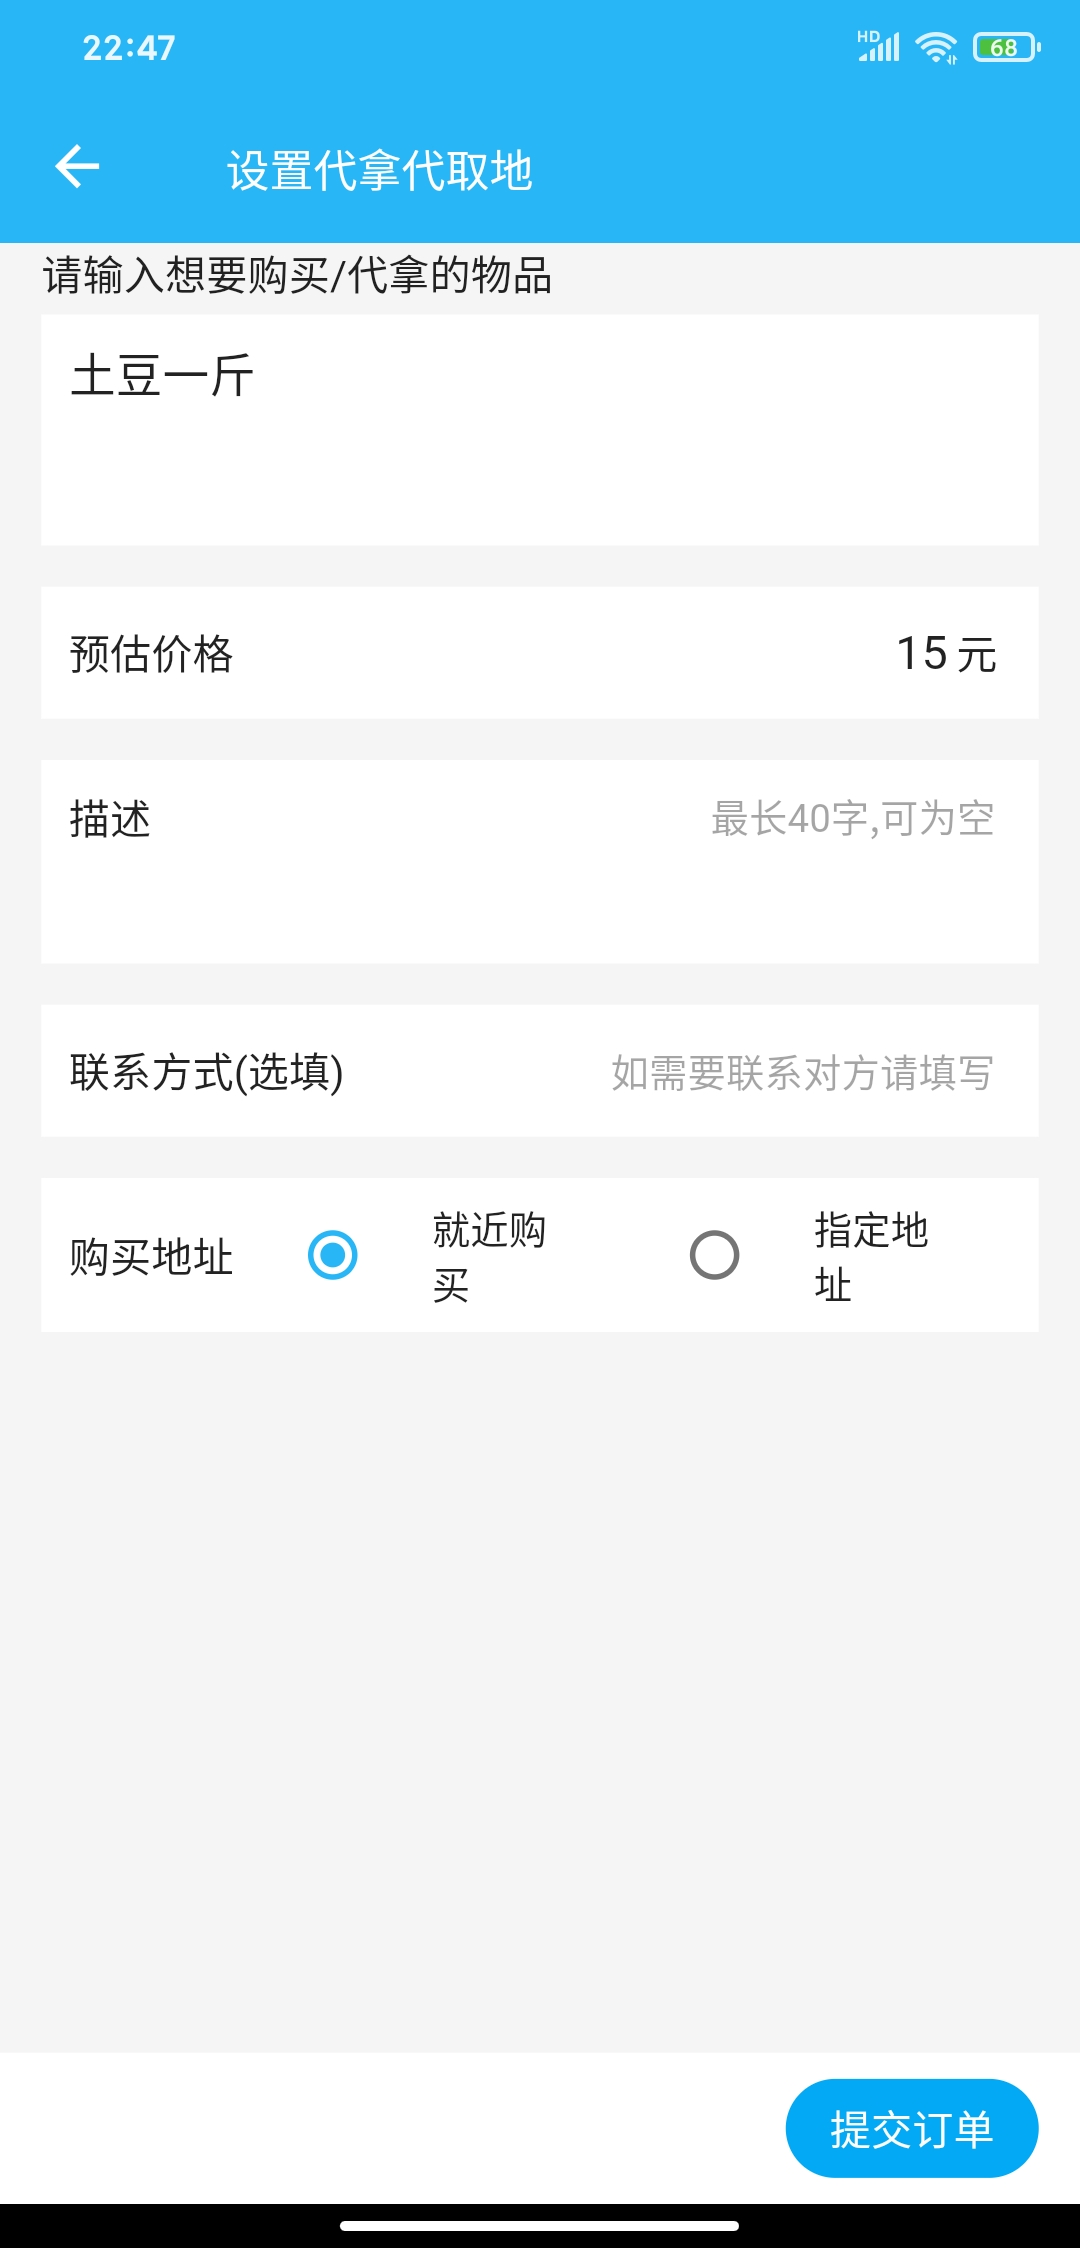 22:47
HD
68
设置代拿代取地
请输入想要购买/代拿的物品
土豆一斤
预估价格 15 元
描述 最长40字,可为空
联系方式(选填) 如需要联系对方请填写
购买地址
就近购
买
指定地
址
提交订单